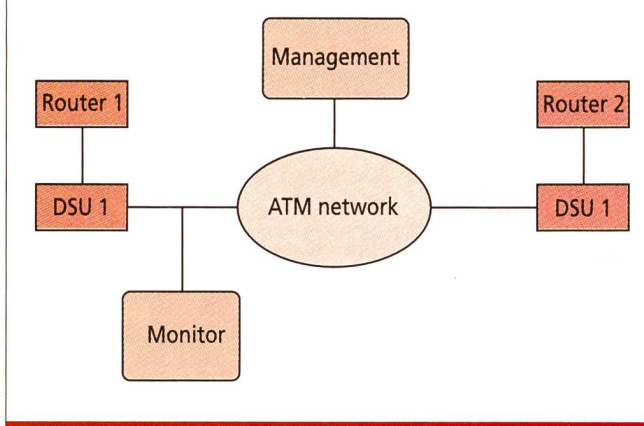 Management
Router 1
Router 2
DSU 1
ATM network
DSU 1
Monitor